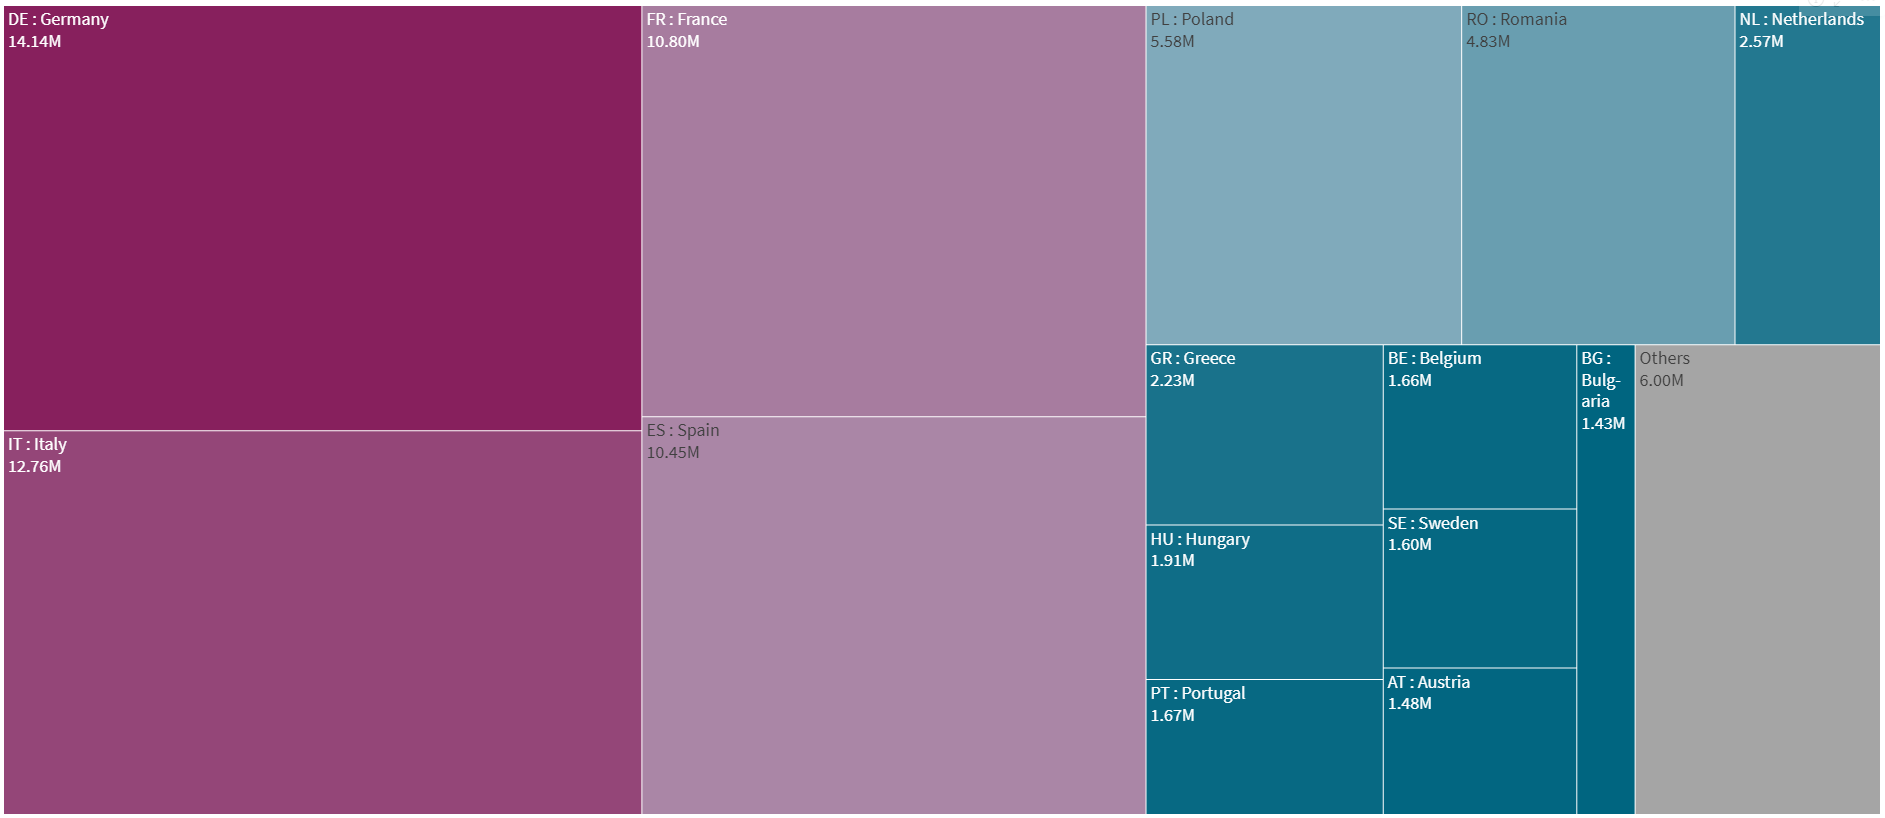 DE : Germany
14.14M
IT : Italy
12.76M
FR : France
10.80M
ES : Spain
10.45M
PL : Poland
5.58M
RO : Romania
4.83M
NL : Netherlands
2.57M
GR : Greece
2.23M
HU : Hungary
1.91M
PT : Portugal
1.67M
BE : Belgium
1.66M
SE : Sweden
1.60M
AT : Austria
1.48M
BG :
Bulg-
aria
1.43M
Others
6.00M